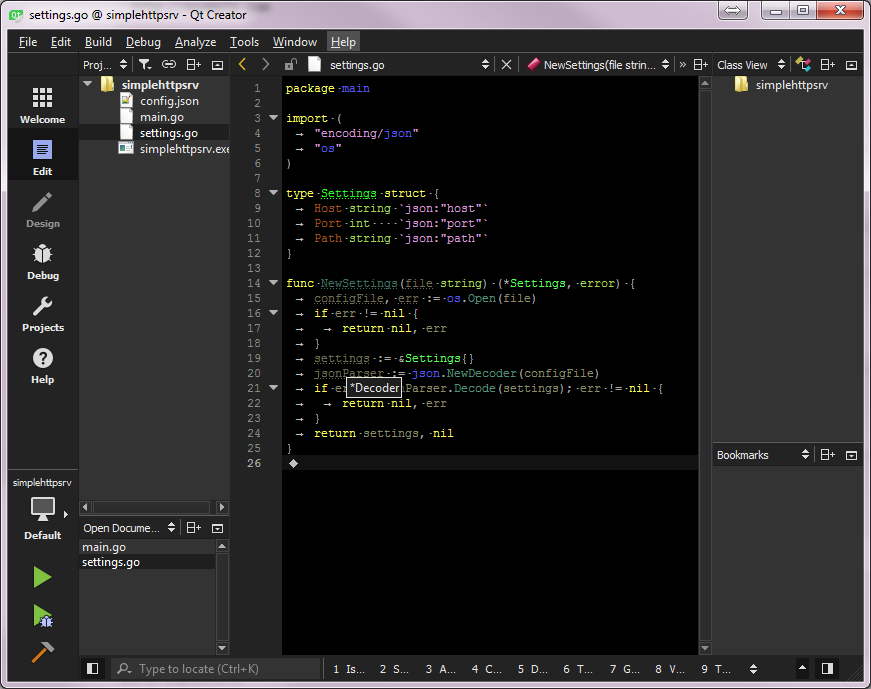 settings.go @ simplehttpsrv - Qt Creator
File Edit Build Debug Analyze Tools Window Help
Proj... settings.go NewSettings(file strin... » Class View
Welcome
Edit
Design
Debug
Projects
Help
simplehttpsrv
Default
simplehttpsrv
config.json
main.go
settings.go
simplehttpsrv.exe
Open Docume...
main.go
settings.go
1 package main
2
3 import (
4 "encoding/json"
5 "os"
6 )
7
8 type Settings struct {
9 Host string `json:"host"`
10 Port int `json:"port"`
11 Path string `json:"path"`
12 }
13
14 func NewSettings(file string) (*Settings, error) {
15 configFile, err := os.Open(file)
16 if err != nil {
17 return nil, err
18 }
19 settings := &Settings{}
20 jsonParser := json.NewDecoder(configFile)
21 if er *Decoder Parser.Decode(settings); err != nil {
22 return nil, err
23 }
24 return settings, nil
25 }
26
simplehttpsrv
Bookmarks
Type to locate (Ctrl+K) 1 Is... 2 S... 3 A... 4 C... 5 D... 6 T... 7 G... 8 V... 9 T...